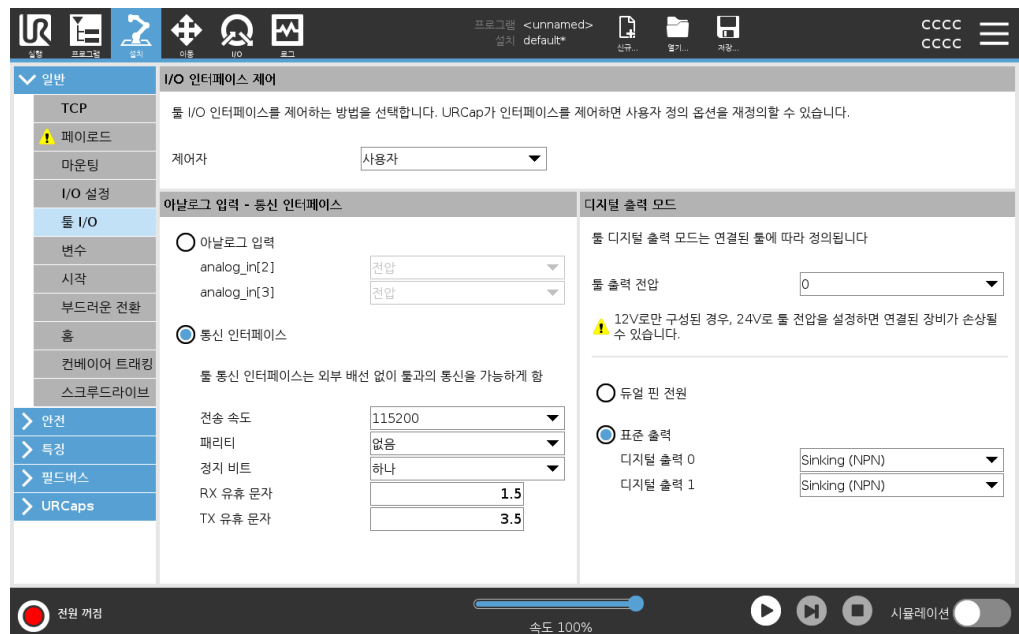 UR
실행
프로그램
설치
이동
I/O
로그
프로그램 <unnamed>
설치 default*
신규...
열기...
저장...
cccc
cccc
일반
TCP
페이로드
마운팅
I/O 설정
툴 I/O
변수
시작
부드러운 전환
홈
컨베이어 트래킹
스크루드라이브
안전
특징
필드버스
URCaps
I/O 인터페이스 제어
툴 I/O 인터페이스를 제어하는 방법을 선택합니다. URCap가 인터페이스를 제어하면 사용자 정의 옵션을 재정의할 수 있습니다.
제어자 사용자
아날로그 입력 - 통신 인터페이스
아날로그 입력
analog_in[2] 전압
analog_in[3] 전압
통신 인터페이스
툴 통신 인터페이스는 외부 배선 없이 툴과의 통신을 가능하게 함
전송 속도 115200
패리티 없음
정지 비트 하나
RX 유휴 문자 1.5
TX 유휴 문자 3.5
디지털 출력 모드
툴 디지털 출력 모드는 연결된 툴에 따라 정의됩니다
툴 출력 전압 0
12V로만 구성된 경우, 24V로 툴 전압을 설정하면 연결된 장비가 손상될
수 있습니다.
듀얼 핀 전원
표준 출력
디지털 출력 0 Sinking (NPN)
디지털 출력 1 Sinking (NPN)
전원 꺼짐
속도 100%
시뮬레이션